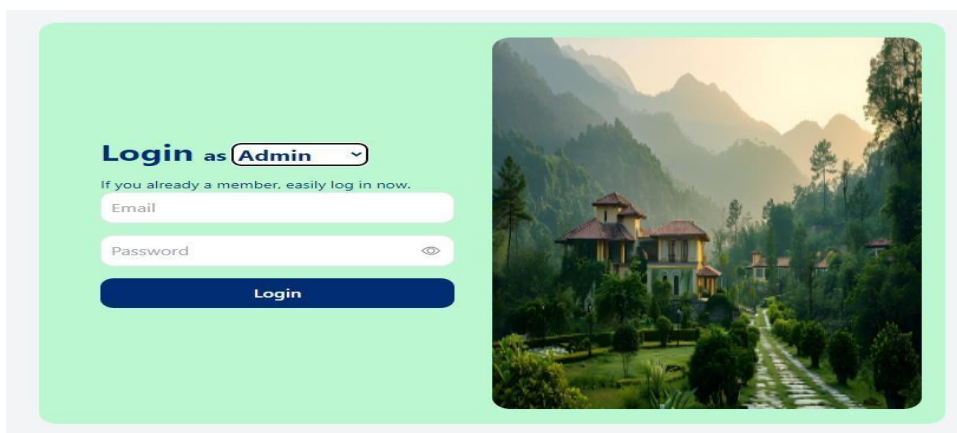 Login as Admin
If you already a member, easily log in now.
Email
Password
Login